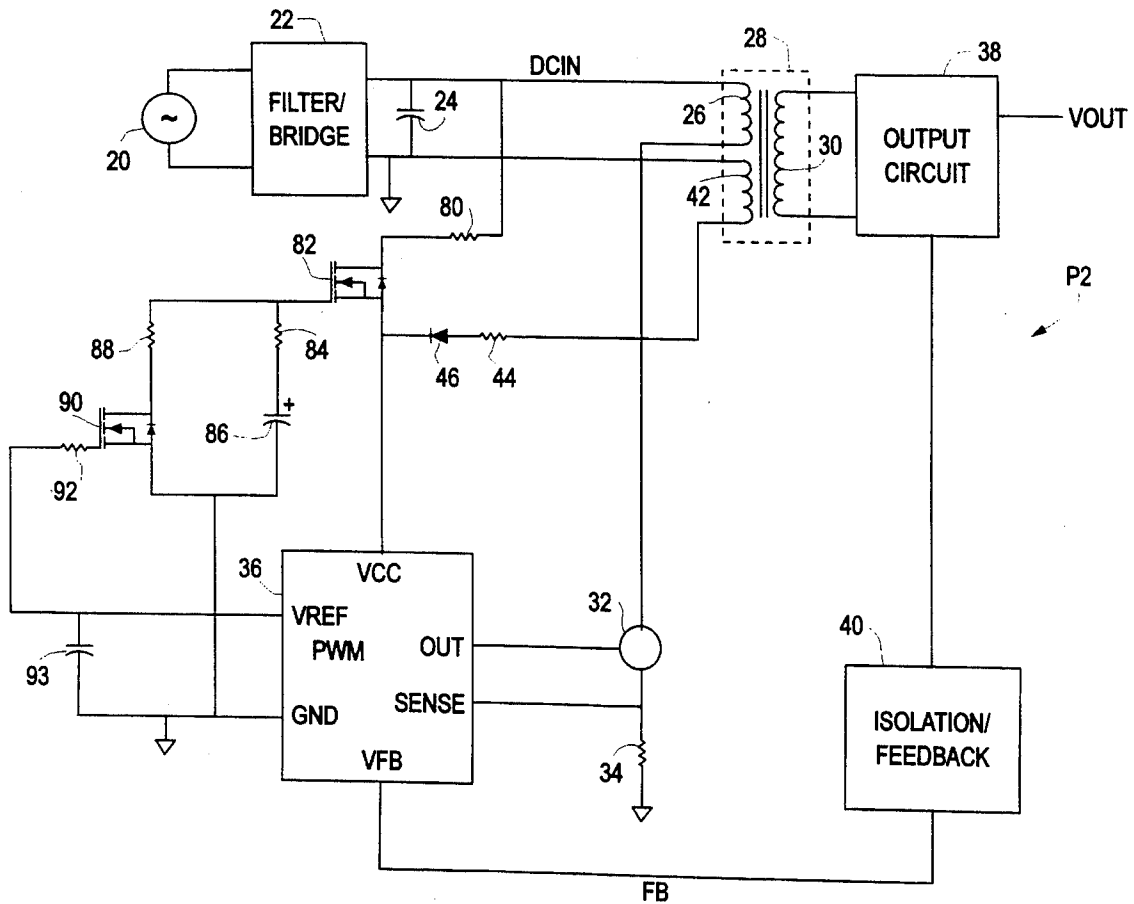 22
FILTER/
BRIDGE
~
20
24
DCIN
28
26
42
30
38
OUTPUT
CIRCUIT
VOUT
80
82
P2
88
84
46
44
90
86
+
92
36
VCC
VREF
PWM
OUT
SENSE
GND
VFB
93
32
34
40
ISOLATION/
FEEDBACK
FB